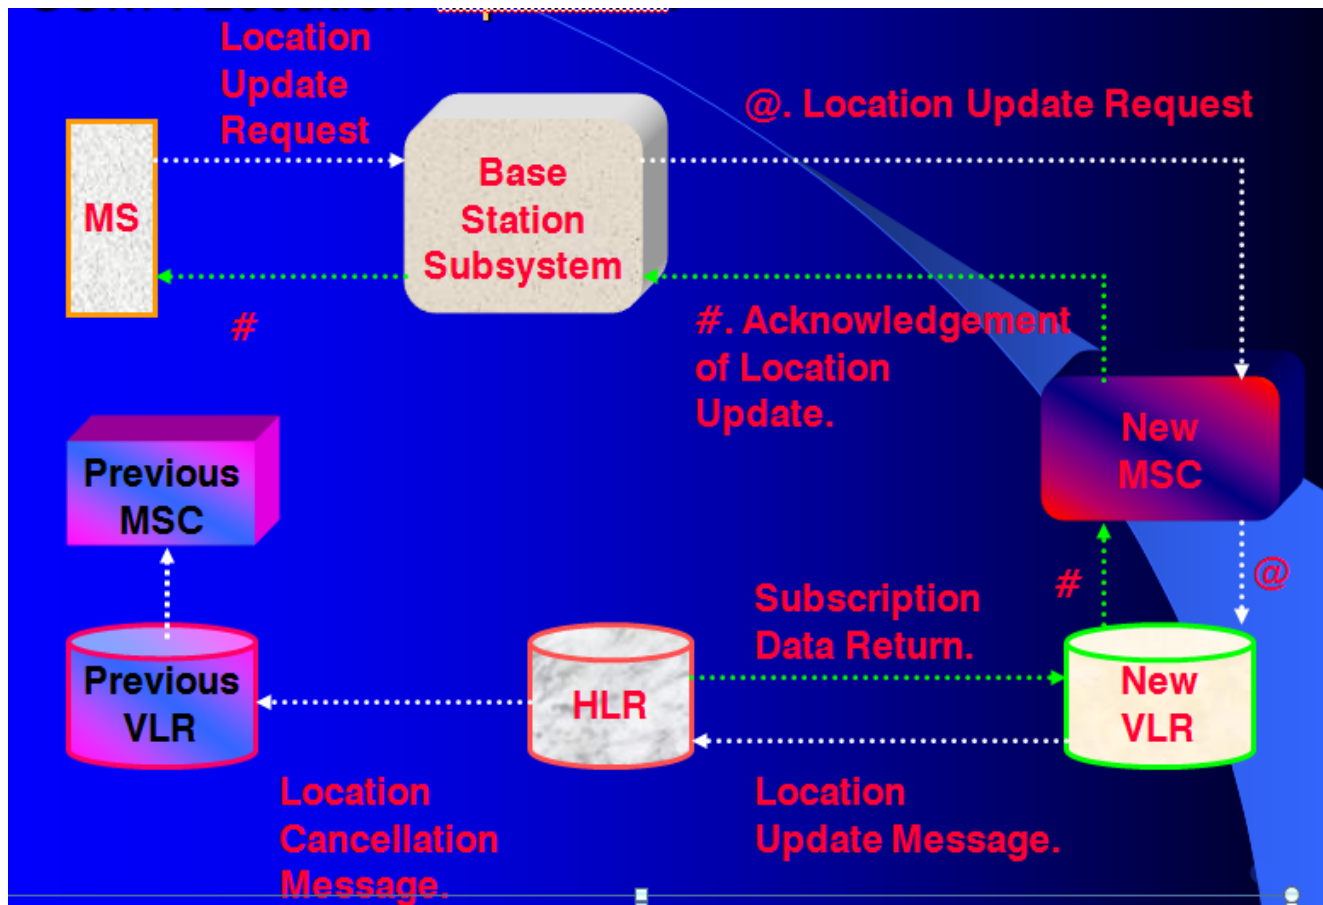 Location
Update
Request
@. Location Update Request
MS
Base
Station
Subsystem
#
#. Acknowledgement
of Location
Update.
New
MSC
Previous
MSC
#
@
Subscription
Data Return.
Previous
VLR
HLR
New
VLR
Location
Cancellation
Message.
Location
Update Message.